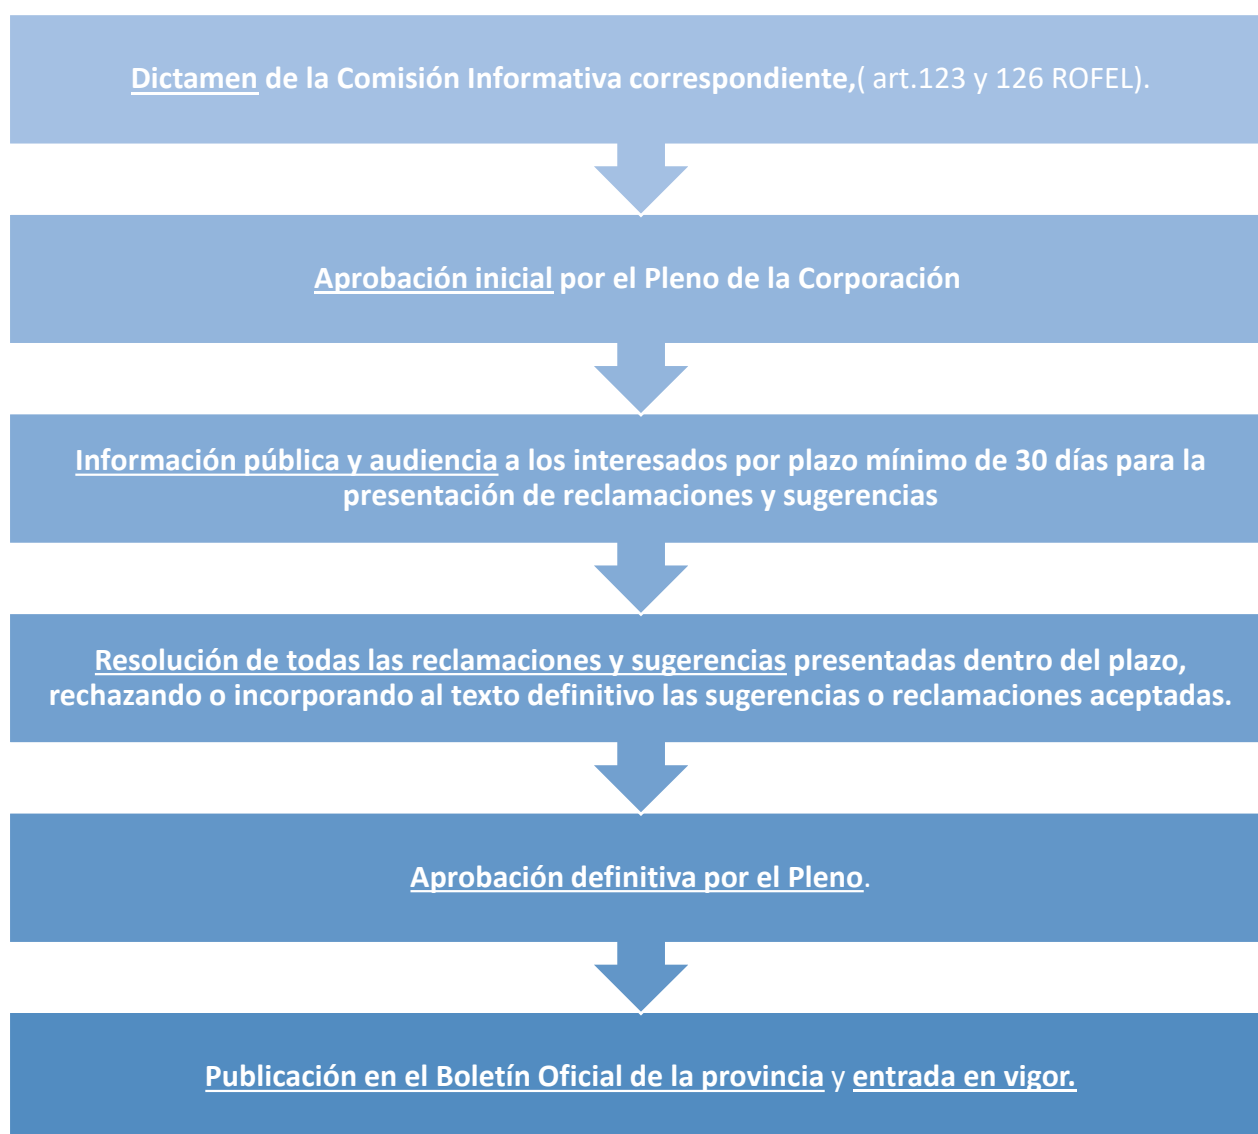 Dictamen de la Comisión Informativa correspondiente,( art.123 y 126 ROFEL).
Aprobación inicial por el Pleno de la Corporación
Información pública y audiencia a los interesados por plazo mínimo de 30 días para la
presentación de reclamaciones y sugerencias
Resolución de todas las reclamaciones y sugerencias presentadas dentro del plazo,
rechazando o incorporando al texto definitivo las sugerencias o reclamaciones aceptadas.
Aprobación definitiva por el Pleno.
Publicación en el Boletín Oficial de la provincia y entrada en vigor.